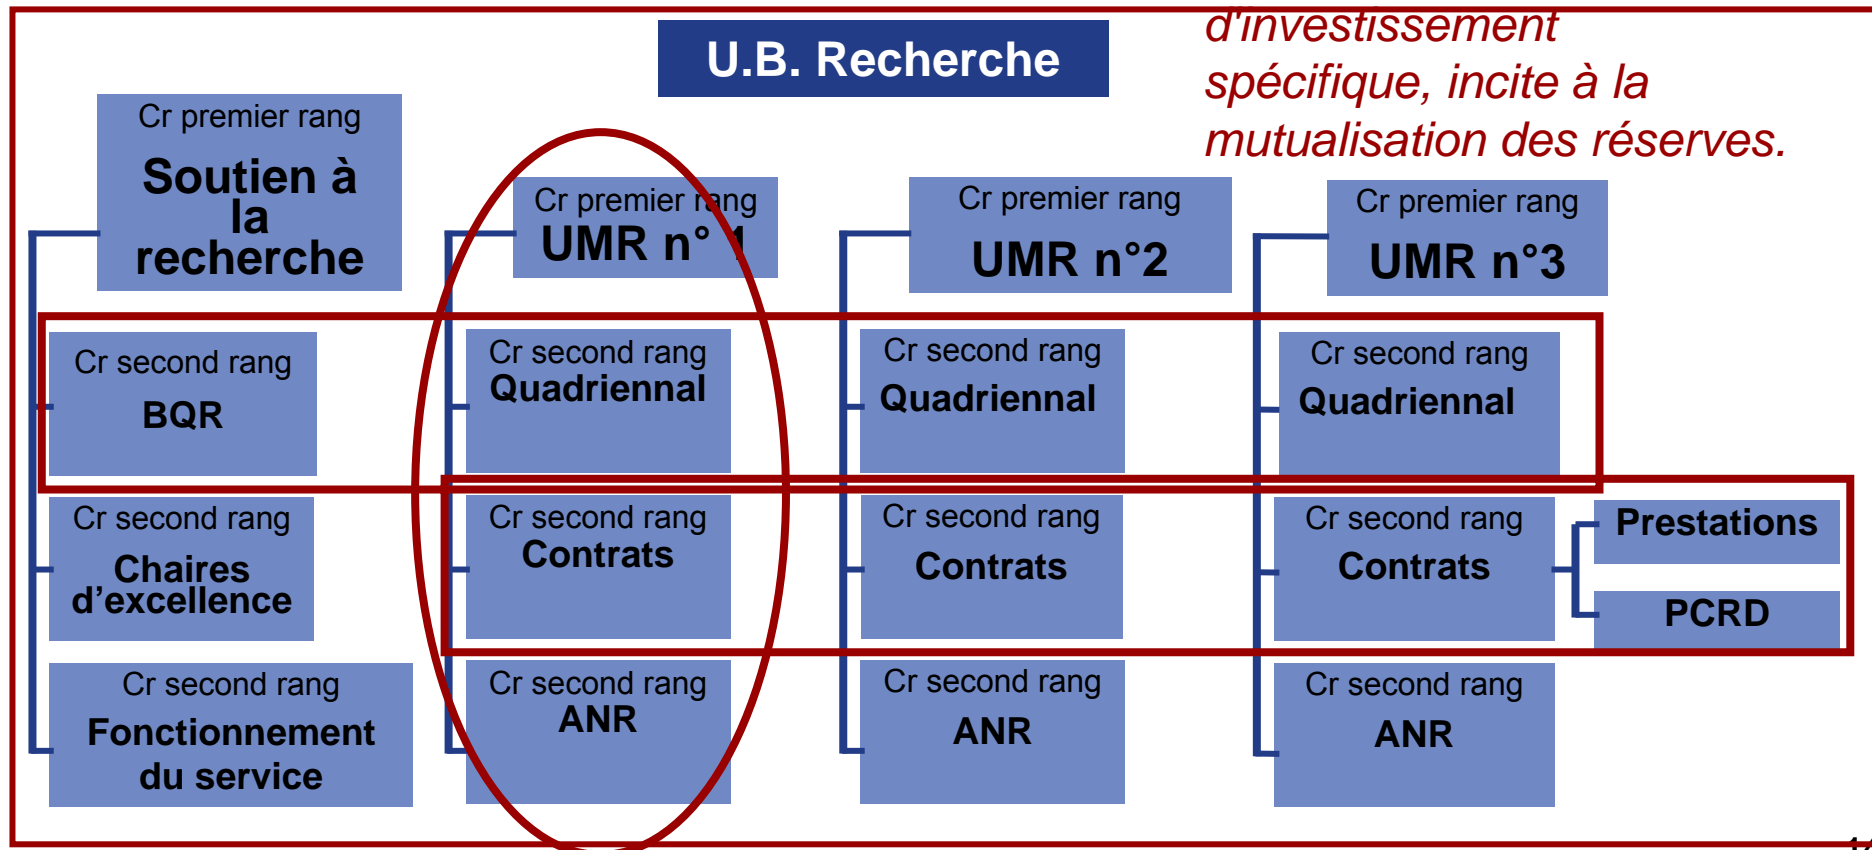 d'investissement
spécifique, incite à la
mutualisation des réserves.
U.B. Recherche
Cr premier rang
Soutien à
la
recherche
Cr second rang
BQR
Cr second rang
Chaires
d’excellence
Cr second rang
Fonctionnement
du service
Cr premier rang
UMR n° 1
Cr second rang
Quadriennal
Cr second rang
Contrats
Cr second rang
ANR
Cr premier rang
UMR n°2
Cr second rang
Quadriennal
Cr second rang
Contrats
Cr second rang
ANR
Cr premier rang
UMR n°3
Cr second rang
Quadriennal
Cr second rang
Contrats
Prestations
PCRD
Cr second rang
ANR